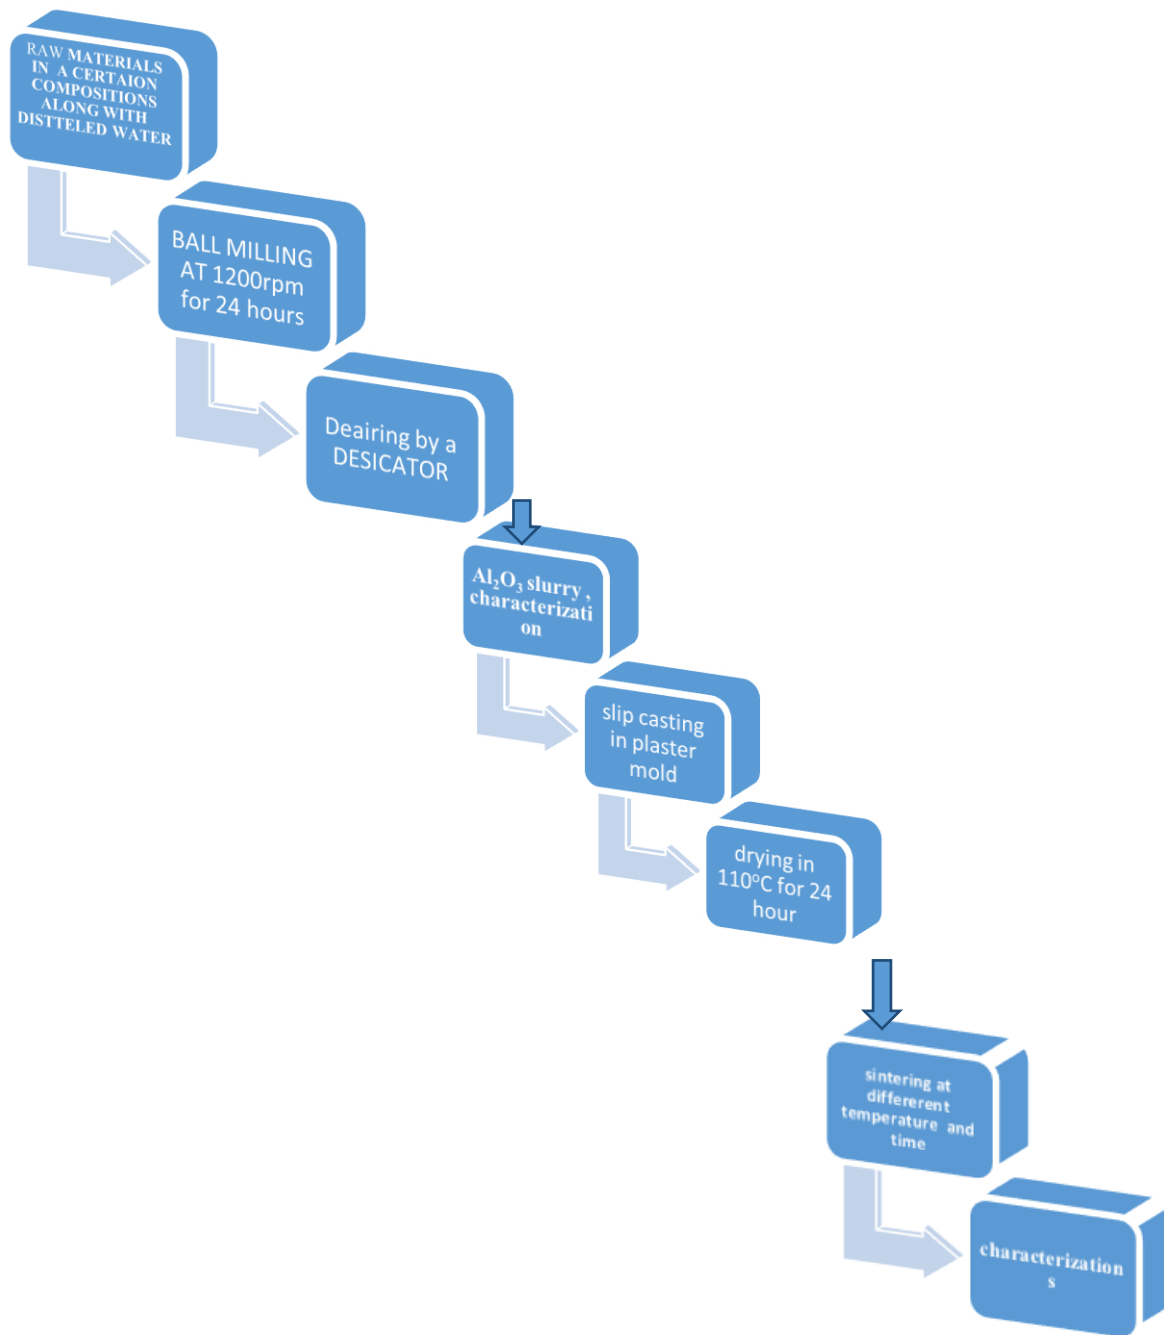 RAW MATERIALS
IN A CERTAION
COMPOSITIONS
ALONG WITH
DISTTELED WATER
BALL MILLING
AT 1200rpm
for 24 hours
Deairing by a
DESICATOR
Al₂O₃ slurry ,
characterizati
on
slip casting
in plaster
mold
drying in
110°C for 24
hour
sintering at
differerent
temperature and
time
characterization
s